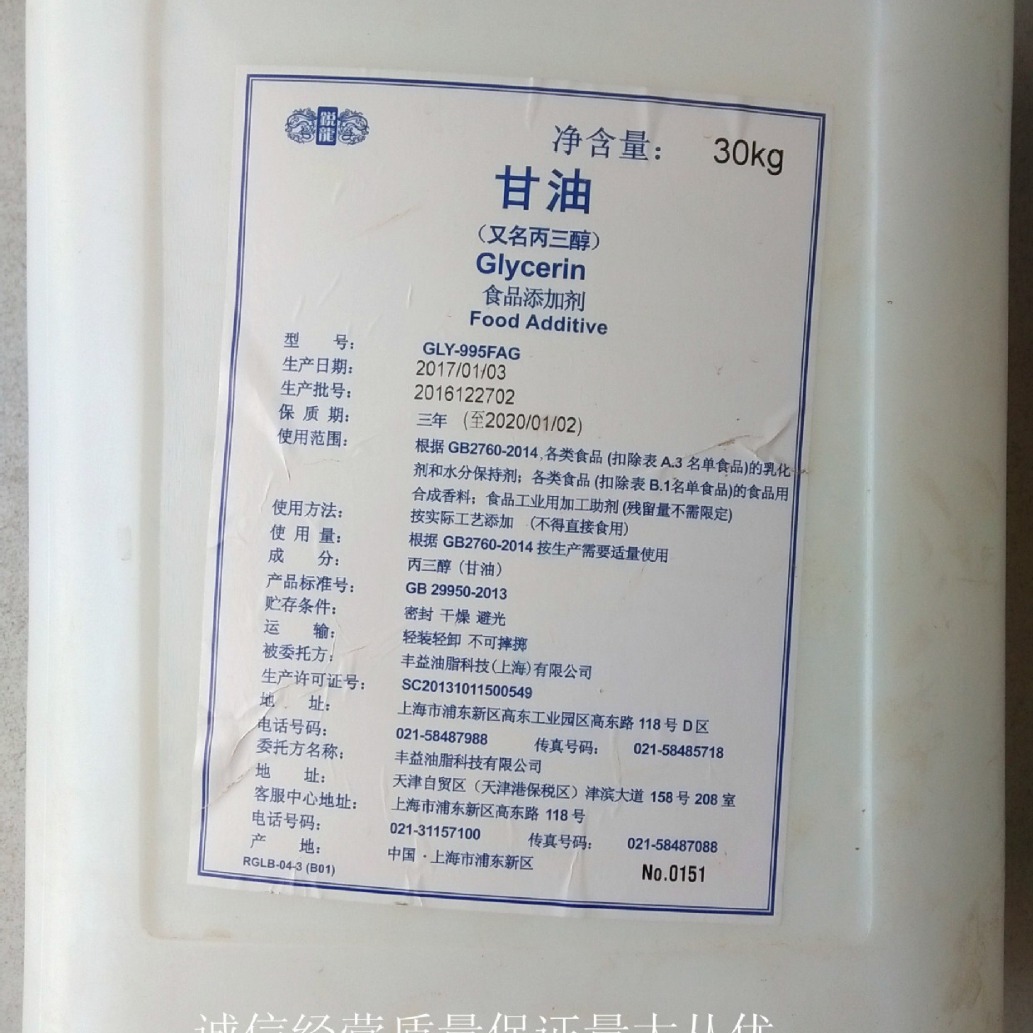 锐龍
净含量： 30kg
甘油
（又名丙三醇）
Glycerin
食品添加剂
Food Additive
型 号： GLY-995FAG
生产日期： 2017/01/03
生产批号： 2016122702
保 质 期： 三年 (至2020/01/02)
使用范围： 根据 GB2760-2014,各类食品 (扣除表 A.3 名单食品)的乳化
剂和水分保持剂；各类食品 (扣除表 B.1名单食品)的食品用
合成香料；食品工业用加工助剂 (残留量不需限定)
使用方法： 按实际工艺添加 （不得直接食用）
使 用 量： 根据 GB2760-2014 按生产需要适量使用
成 分： 丙三醇（甘油）
产品标准号： GB 29950-2013
贮存条件： 密封 干燥 避光
运 输： 轻装轻卸 不可摔掷
被委托方： 丰益油脂科技(上海)有限公司
生产许可证号： SC20131011500549
地 址： 上海市浦东新区高东工业园区高东路 118 号 D 区
电话号码： 021-58487988 传真号码： 021-58485718
委托方名称： 丰益油脂科技有限公司
地 址： 天津自贸区（天津港保税区）津滨大道 158 号 208 室
客服中心地址： 上海市浦东新区高东路 118 号
电话号码： 021-31157100 传真号码： 021-58487088
产 地： 中国·上海市浦东新区
RGLB-04-3 (B01) No.0151
诚信经营质量保证量大从优